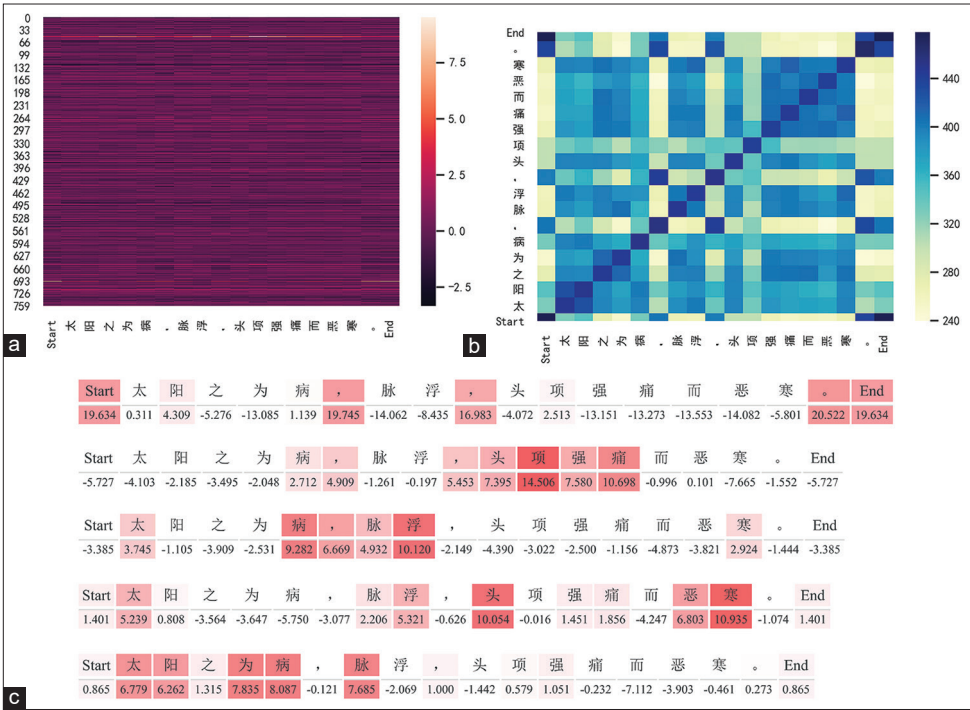 0
33
66
99
132
165
198
231
264
297
330
363
396
429
462
495
528
561
594
627
660
693
726
759
7.5
5.0
2.5
0.0
−2.5
Start 太 阳 之 为 病 , 脉 浮 , 头 项 强 痛 而 恶 寒 。 End
a
End
。
寒
恶
而
痛
强
项
头
,
浮
脉
,
病
为
之
阳
太
Start
440
400
360
320
280
240
Start 太 阳 之 为 病 , 脉 浮 , 头 项 强 痛 而 恶 寒 。 End
b
Start 太 阳 之 为 病 , 脉 浮 , 头 项 强 痛 而 恶 寒 。 End
19.634 0.311 4.309 -5.276 -13.085 1.139 19.745 -14.062 -8.435 16.983 -4.072 2.513 -13.151 -13.273 -13.553 -14.082 -5.801 20.522 19.634
Start 太 阳 之 为 病 , 脉 浮 , 头 项 强 痛 而 恶 寒 。 End
-5.727 -4.103 -2.185 -3.495 -2.048 2.712 4.909 -1.261 -0.197 5.453 7.395 14.506 7.580 10.698 -0.996 0.101 -7.665 -1.552 -5.727
Start 太 阳 之 为 病 , 脉 浮 , 头 项 强 痛 而 恶 寒 。 End
-3.385 3.745 -1.105 -3.909 -2.531 9.282 6.669 4.932 10.120 -2.149 -4.390 -3.022 -2.500 -1.156 -4.873 -3.821 2.924 -1.444 -3.385
Start 太 阳 之 为 病 , 脉 浮 , 头 项 强 痛 而 恶 寒 。 End
1.401 5.239 0.808 -3.564 -3.647 -5.750 -3.077 2.206 5.321 -0.626 10.054 -0.016 1.451 1.856 -4.247 6.803 10.935 -1.074 1.401
Start 太 阳 之 为 病 , 脉 浮 , 头 项 强 痛 而 恶 寒 。 End
0.865 6.779 6.262 1.315 7.835 8.087 -0.121 7.685 -2.069 1.000 -1.442 0.579 1.051 -0.232 -7.112 -3.903 -0.461 0.273 0.865
c